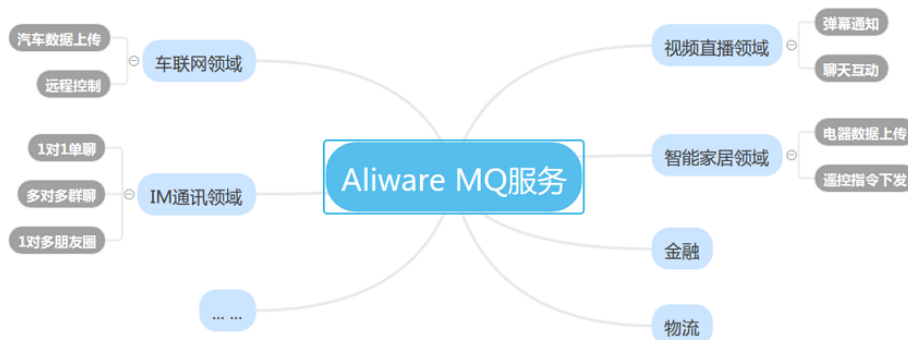 汽车数据上传
远程控制
车联网领域
1对1单聊
多对多群聊
1对多朋友圈
IM通讯领域
... ...
Aliware MQ服务
视频直播领域
弹幕通知
聊天互动
智能家居领域
电器数据上传
遥控指令下发
金融
物流